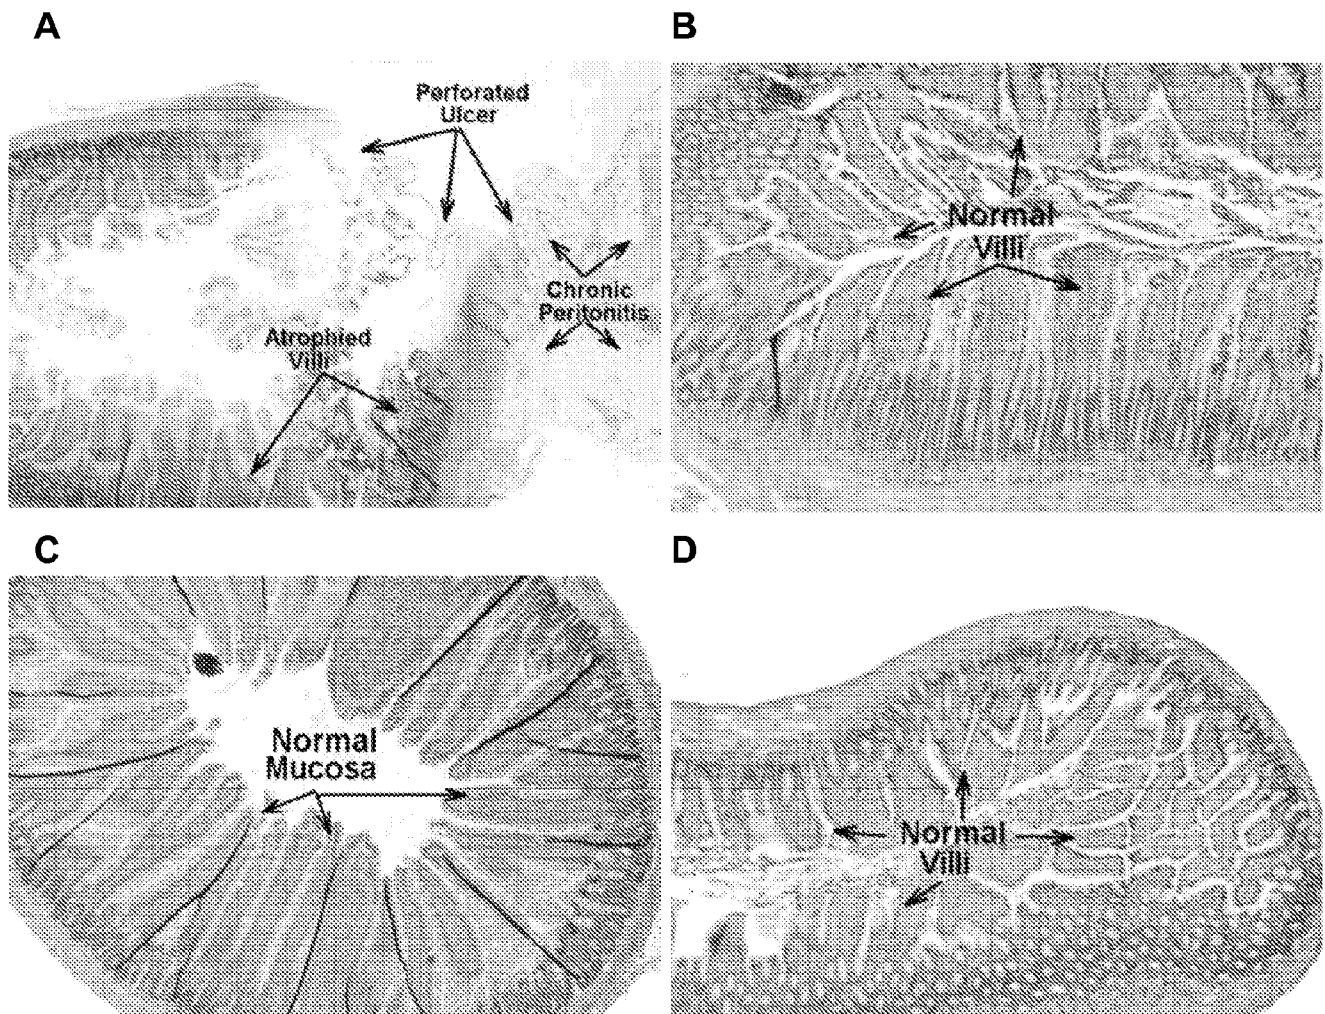 A
Perforated
Ulcer
Chronic
Peritonitis
Atrophied
Villi
B
Normal
Villi
C
Normal
Mucosa
D
Normal
Villi